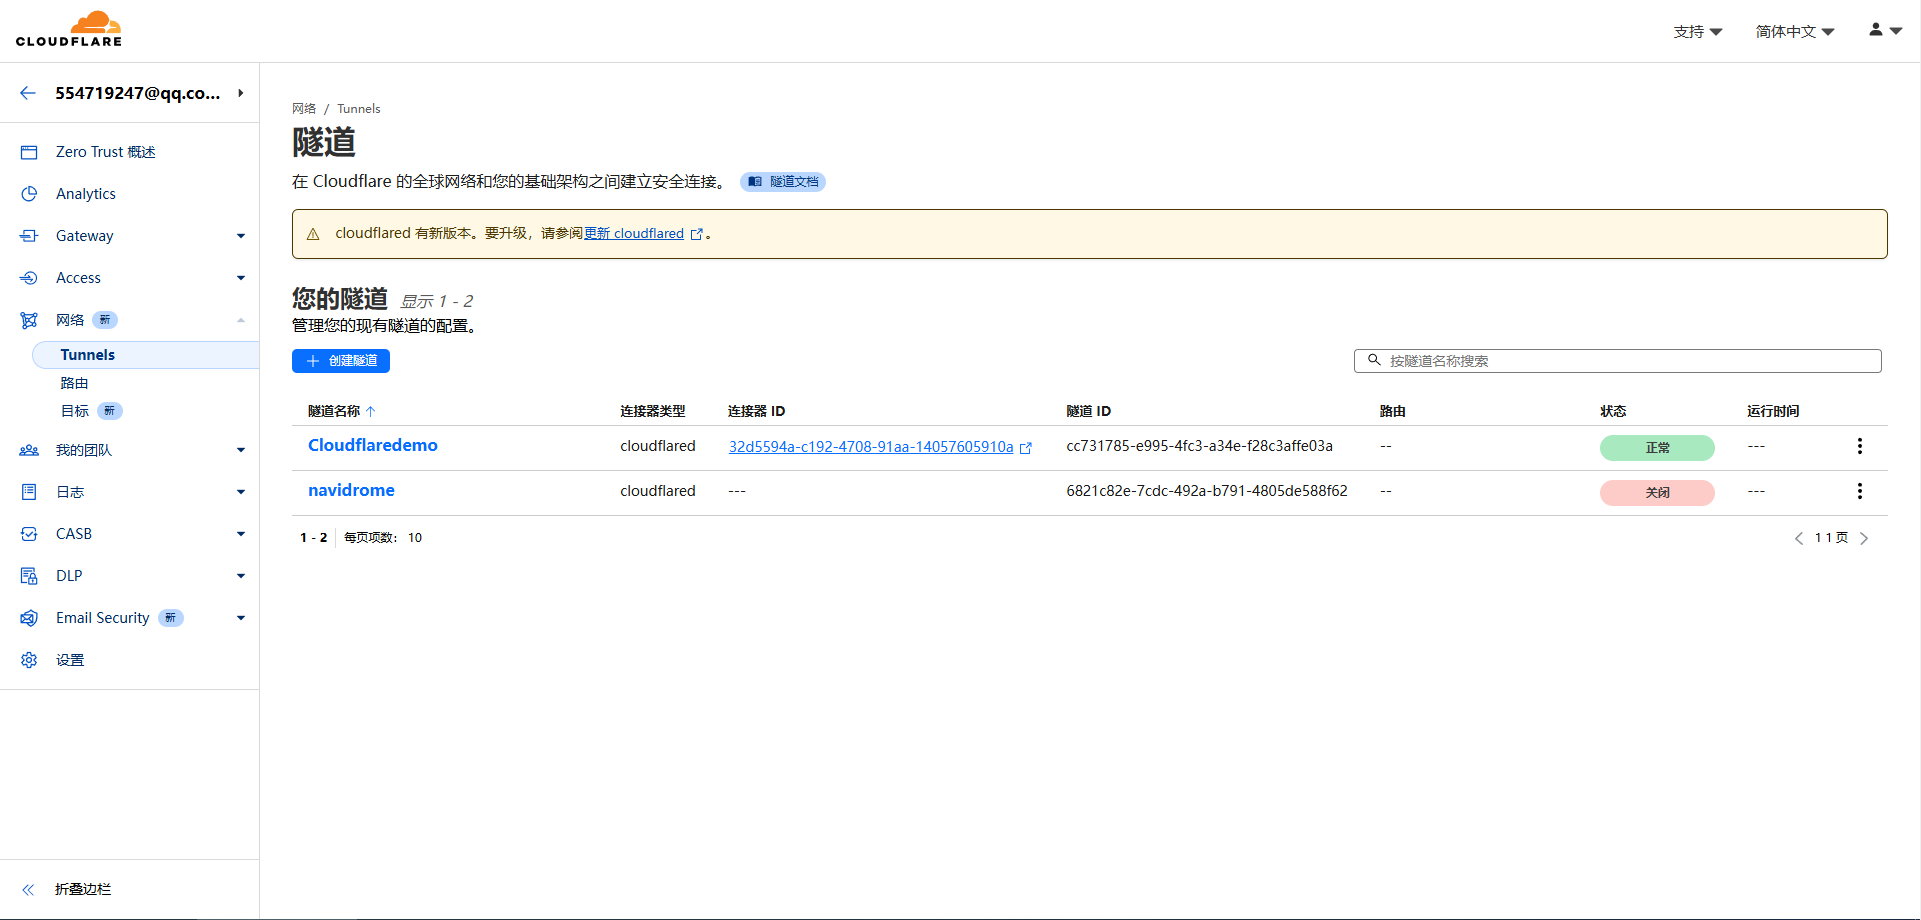 CLOUDFLARE
支持
简体中文
554719247@qq.co...
Zero Trust 概述
Analytics
Gateway
Access
网络 新
Tunnels
路由
目标 新
我的团队
日志
CASB
DLP
Email Security 新
设置
折叠边栏
网络 / Tunnels
隧道
在 Cloudflare 的全球网络和您的基础架构之间建立安全连接。 隧道文档
cloudflared 有新版本。要升级，请参阅更新 cloudflared 。
您的隧道 显示 1 - 2
管理您的现有隧道的配置。
创建隧道
按隧道名称搜索
隧道名称 连接器类型 连接器 ID 隧道 ID 路由 状态 运行时间
Cloudflaredemo cloudflared 32d5594a-c192-4708-91aa-14057605910a cc731785-e995-4fc3-a34e-f28c3affe03a -- 正常 ---
navidrome cloudflared --- 6821c82e-7cdc-492a-b791-4805de588f62 -- 关闭 ---
1 - 2 每页项数： 10
1 1 页